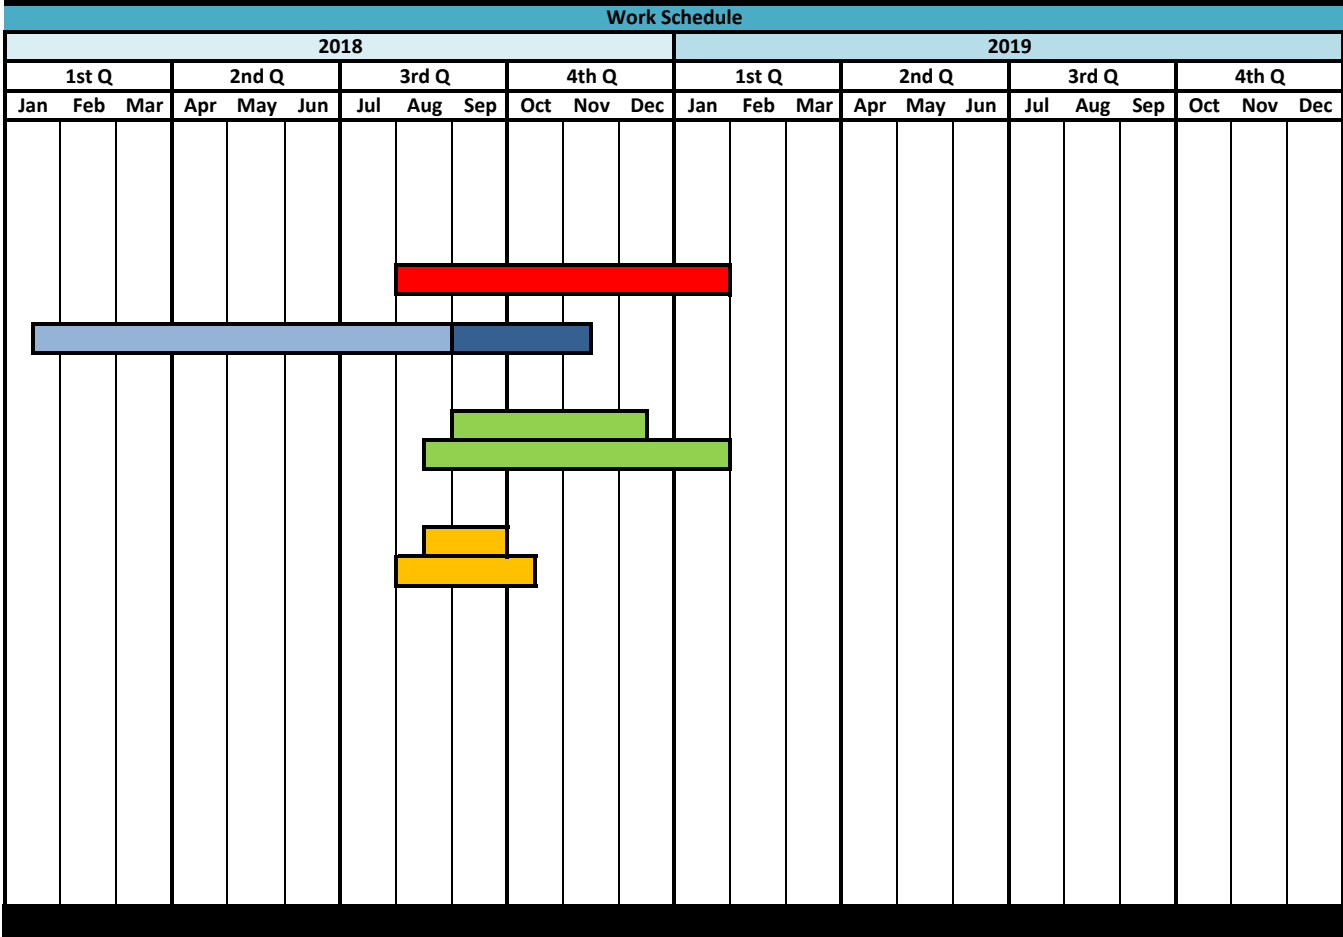 Work Schedule
2018 2019
1st Q 2nd Q 3rd Q 4th Q 1st Q 2nd Q 3rd Q 4th Q
Jan Feb Mar Apr May Jun Jul Aug Sep Oct Nov Dec Jan Feb Mar Apr May Jun Jul Aug Sep Oct Nov Dec